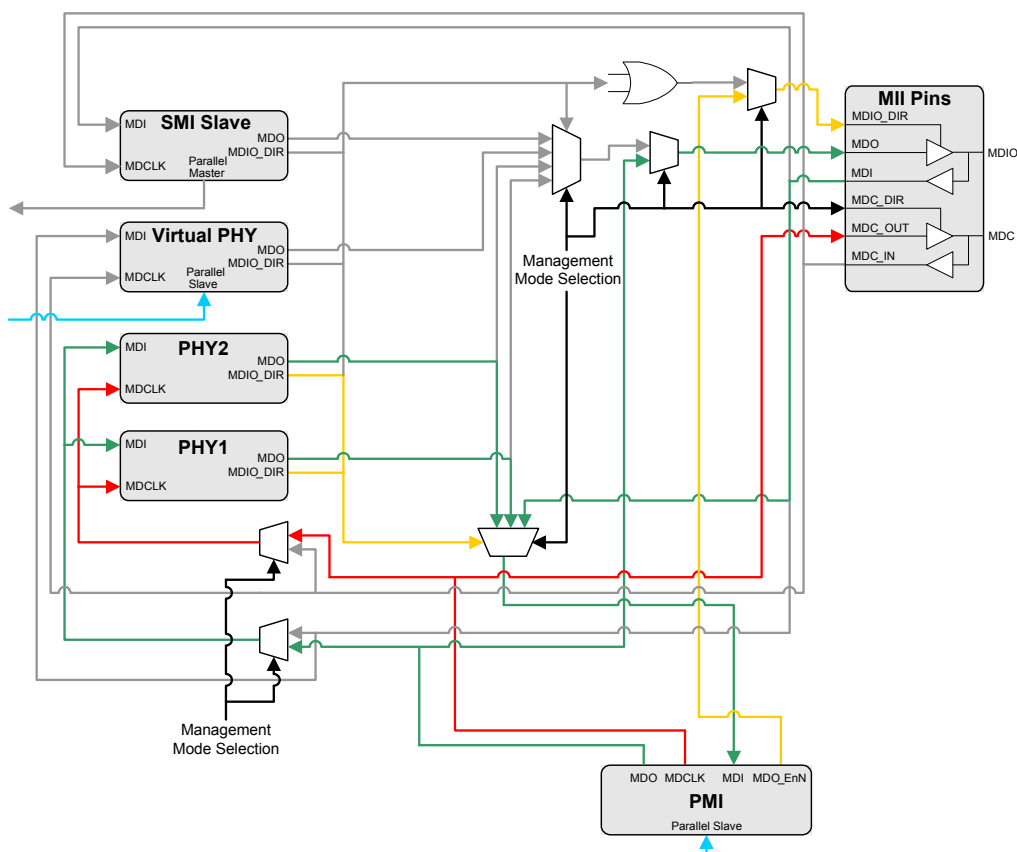 MII Pins
MDIO_DIR
MDO
MDIO
MDI
MDC_DIR
MDC_OUT
MDC
MDC_IN
SMI Slave
MDI
MDO
MDIO_DIR
MDCLK
Parallel
Master
Virtual PHY
MDI
MDO
MDIO_DIR
MDCLK
Parallel
Slave
Management
Mode Selection
PHY2
MDI
MDO
MDIO_DIR
MDCLK
PHY1
MDI
MDO
MDIO_DIR
MDCLK
Management
Mode Selection
MDO
MDCLK
MDI
MDO_EnN
PMI
Parallel Slave